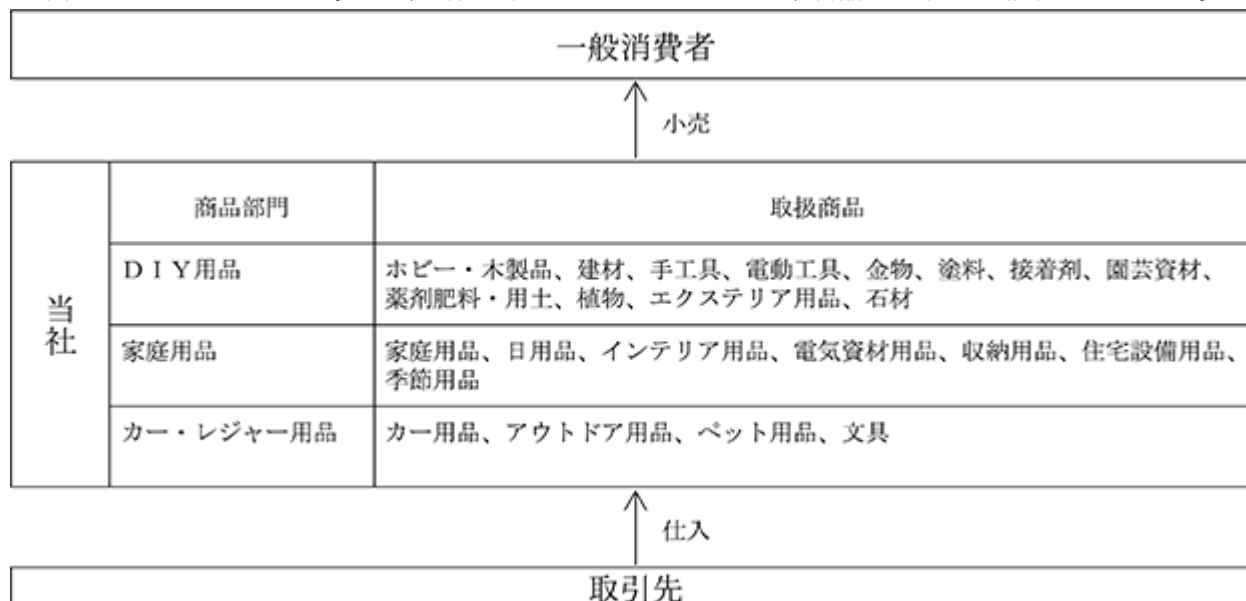 一般消費者
小売
商品部門
取扱商品
当社
ＤＩＹ用品
ホビー・木製品、建材、手工具、電動工具、金物、塗料、接着剤、園芸資材、
薬剤肥料・用土、植物、エクステリア用品、石材
家庭用品
家庭用品、日用品、インテリア用品、電気資材用品、収納用品、住宅設備用品、
季節用品
カー・レジャー用品
カー用品、アウトドア用品、ペット用品、文具
仕入
取引先